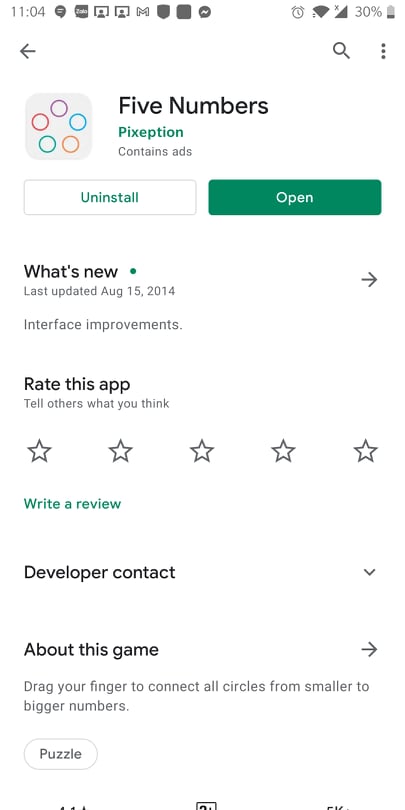 11:04
Zalo
30%
Five Numbers
Pixeption
Contains ads
Uninstall
Open
What's new
Last updated Aug 15, 2014
Interface improvements.
Rate this app
Tell others what you think
Write a review
Developer contact
About this game
Drag your finger to connect all circles from smaller to
bigger numbers.
Puzzle